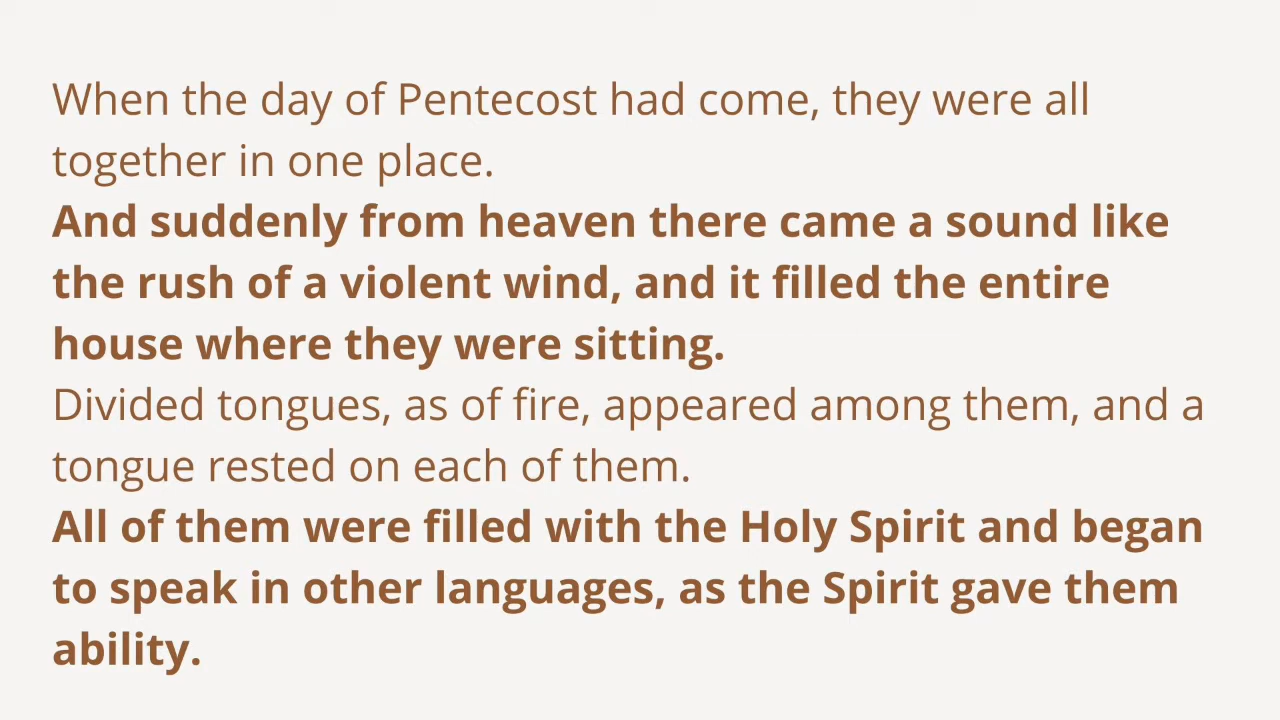 When the day of Pentecost had come, they were all
together in one place.
And suddenly from heaven there came a sound like
the rush of a violent wind, and it filled the entire
house where they were sitting.
Divided tongues, as of fire, appeared among them, and a
tongue rested on each of them.
All of them were filled with the Holy Spirit and began
to speak in other languages, as the Spirit gave them
ability.